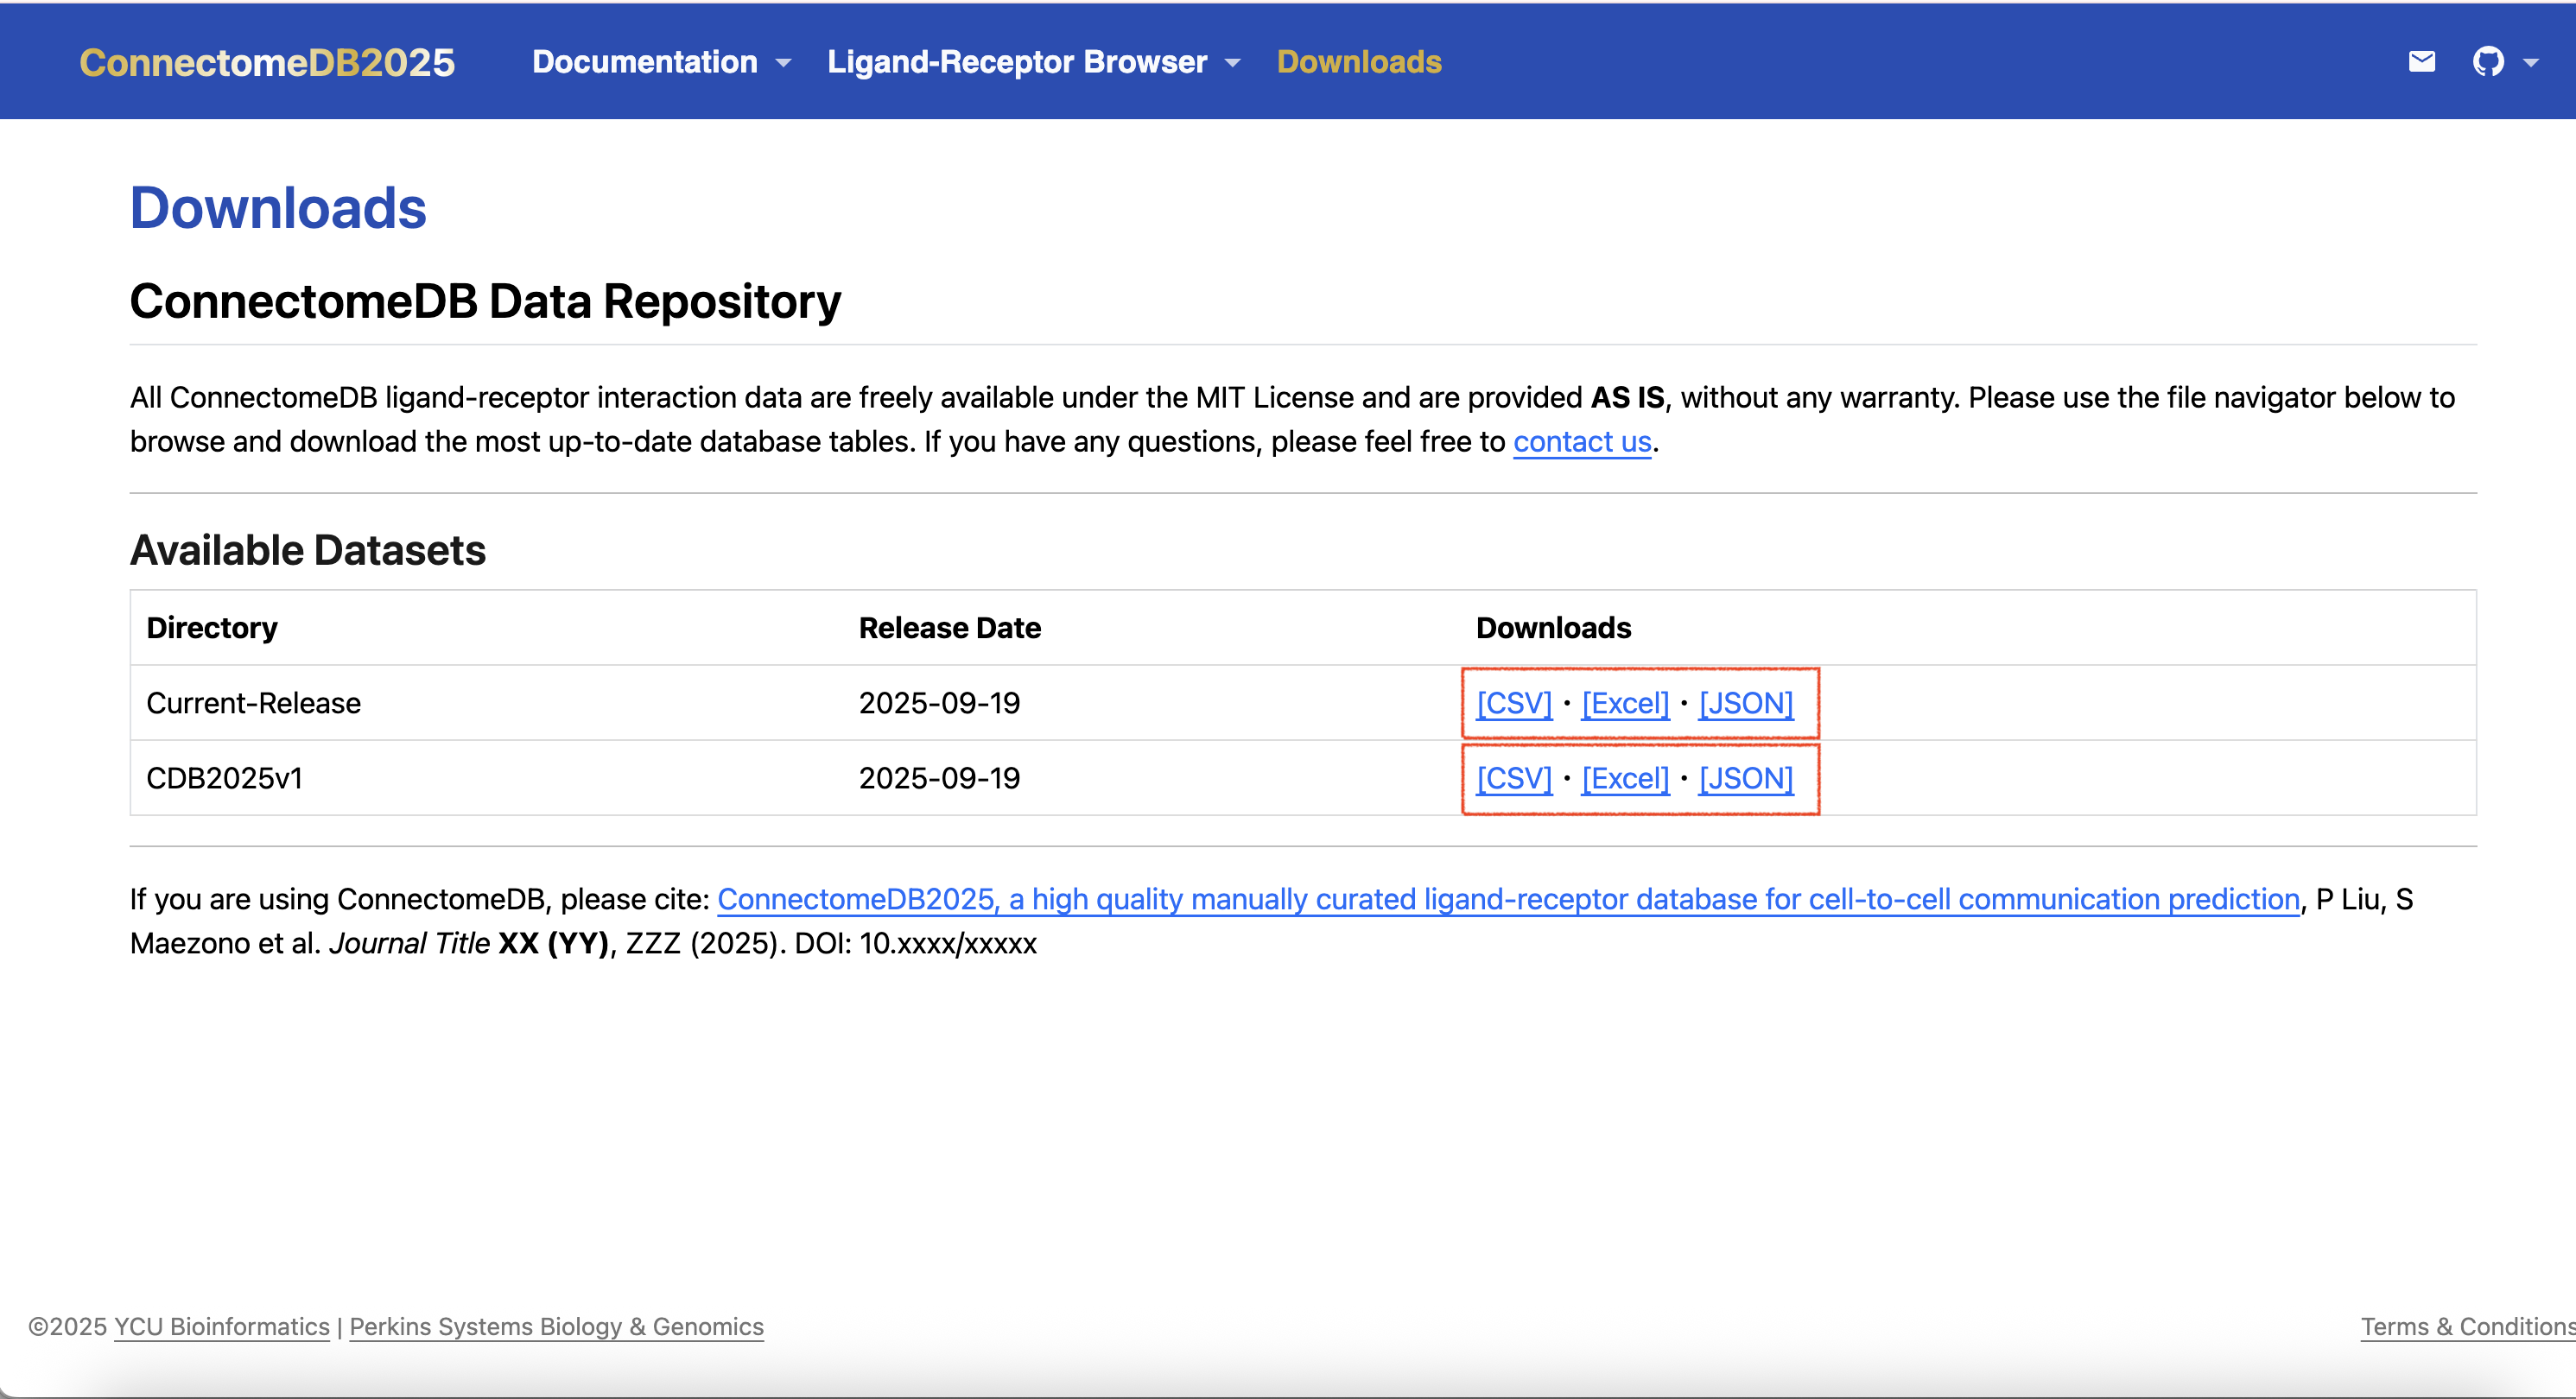 ConnectomeDB2025 Documentation Ligand-Receptor Browser Downloads
Downloads
ConnectomeDB Data Repository
All ConnectomeDB ligand-receptor interaction data are freely available under the MIT License and are provided AS IS, without any warranty. Please use the file navigator below to
browse and download the most up-to-date database tables. If you have any questions, please feel free to contact us.
Available Datasets
Directory Release Date Downloads
Current-Release 2025-09-19 [CSV] · [Excel] · [JSON]
CDB2025v1 2025-09-19 [CSV] · [Excel] · [JSON]
If you are using ConnectomeDB, please cite: ConnectomeDB2025, a high quality manually curated ligand-receptor database for cell-to-cell communication prediction, P Liu, S
Maezono et al. Journal Title XX (YY), ZZZ (2025). DOI: 10.xxxx/xxxxx
©2025 YCU Bioinformatics | Perkins Systems Biology & Genomics Terms & Conditions